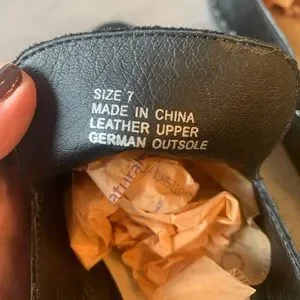 SIZE 7
MADE IN CHINA
LEATHER UPPER
GERMAN OUTSOLE